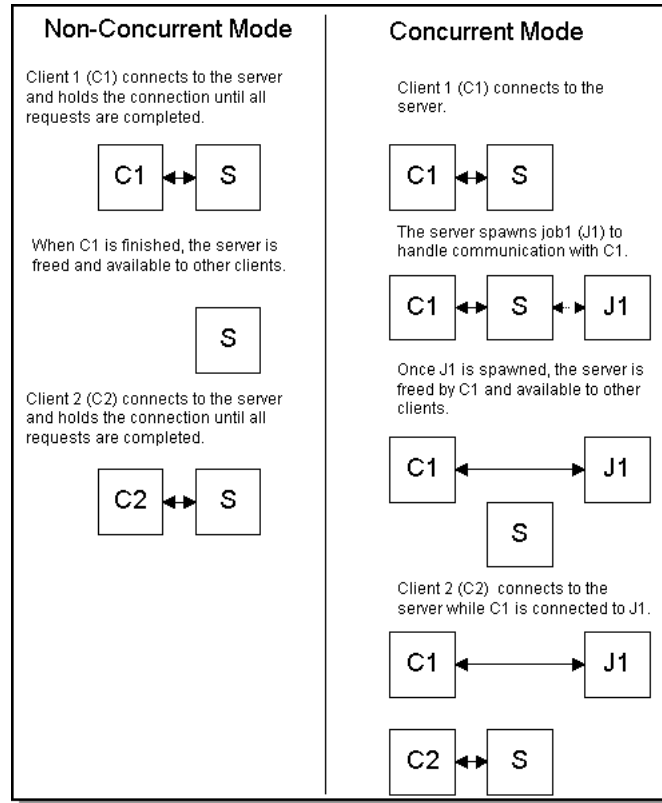 Non-Concurrent Mode
Client 1 (C1) connects to the server
and holds the connection until all
requests are completed.
C1
S
When C1 is finished, the server is
freed and available to other clients.
S
Client 2 (C2) connects to the server
and holds the connection until all
requests are completed.
C2
S
Concurrent Mode
Client 1 (C1) connects to the
server.
C1
S
The server spawns job1 (J1) to
handle communication with C1.
C1
S
J1
Once J1 is spawned, the server is
freed by C1 and available to other
clients.
C1
J1
S
Client 2 (C2) connects to the
server while C1 is connected to J1.
C1
J1
C2
S